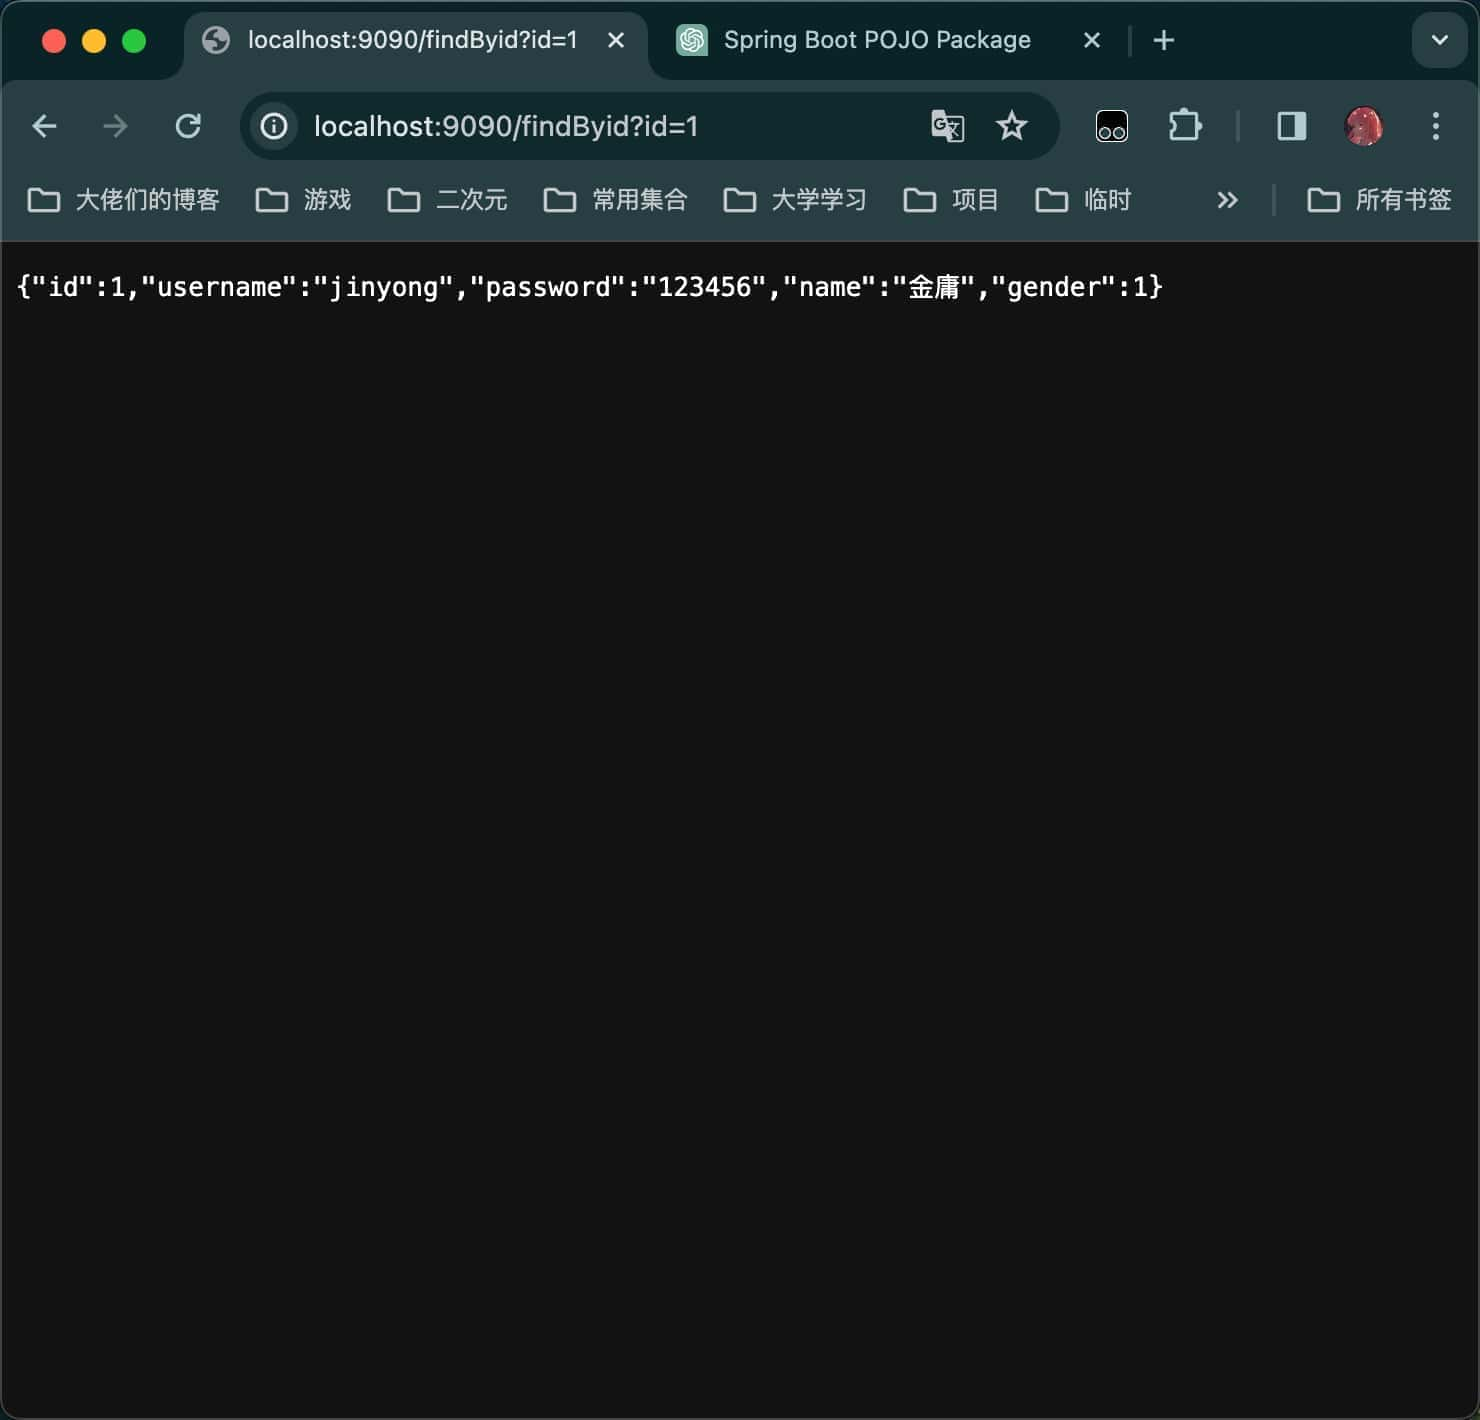 localhost:9090/findByid?id=1
Spring Boot POJO Package
localhost:9090/findByid?id=1
大佬们的博客 游戏 二次元 常用集合 大学学习 项目 临时 所有书签
{"id":1,"username":"jinyong","password":"123456","name":"金庸","gender":1}